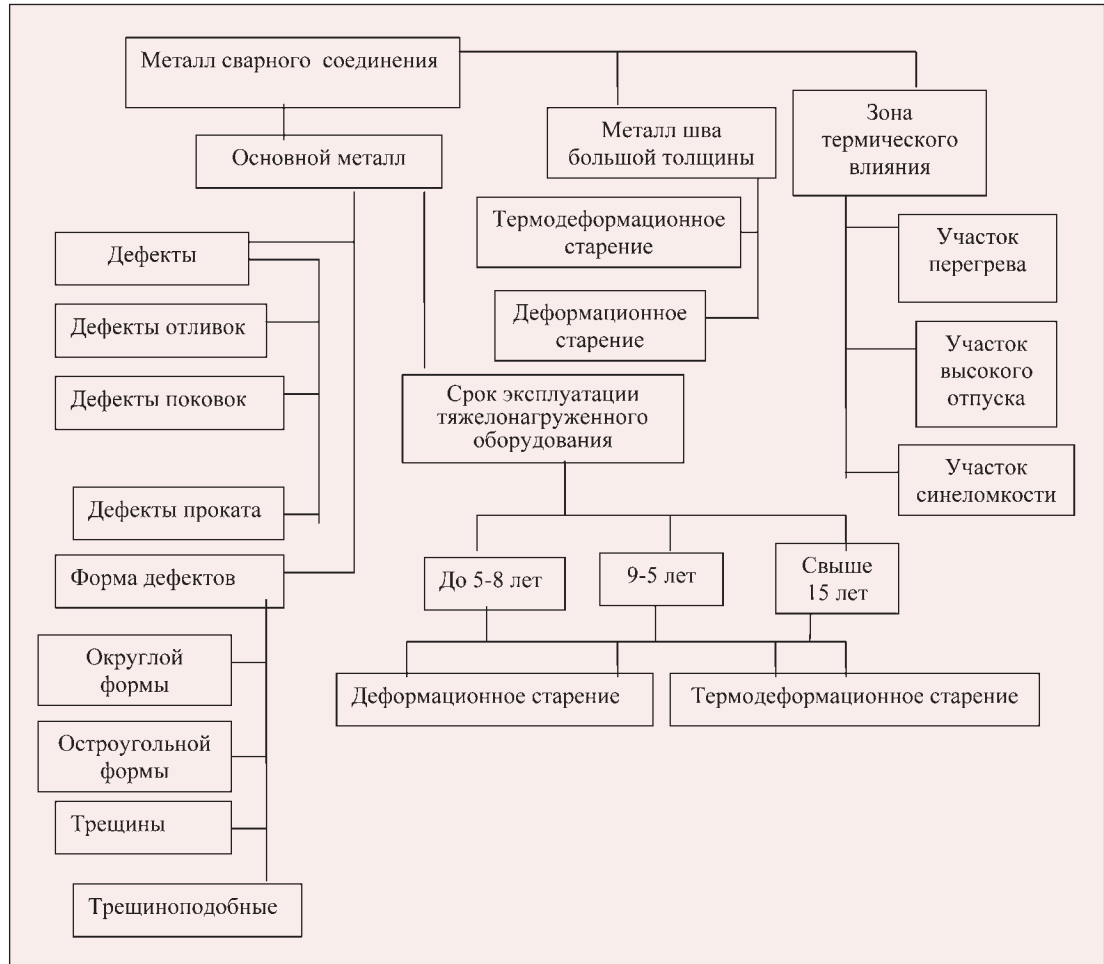 Металл сварного соединения
Основной металл
Металл шва
большой толщины
Зона
термического
влияния
Термодеформационное
старение
Деформационное
старение
Участок
перегрева
Участок
высокого
отпуска
Участок
синеломкости
Дефекты
Дефекты отливок
Дефекты поковок
Дефекты проката
Срок эксплуатации
тяжелонагруженного
оборудования
До 5-8 лет
9-5 лет
Свыше
15 лет
Деформационное старение
Термодеформационное старение
Форма дефектов
Округлой
формы
Остроугольной
формы
Трещины
Трещиноподобные